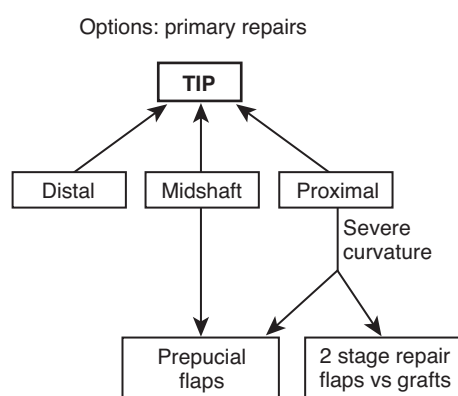 Options: primary repairs
TIP
Distal
Midshaft
Proximal
Severe
curvature
Prepucial
flaps
2 stage repair
flaps vs grafts